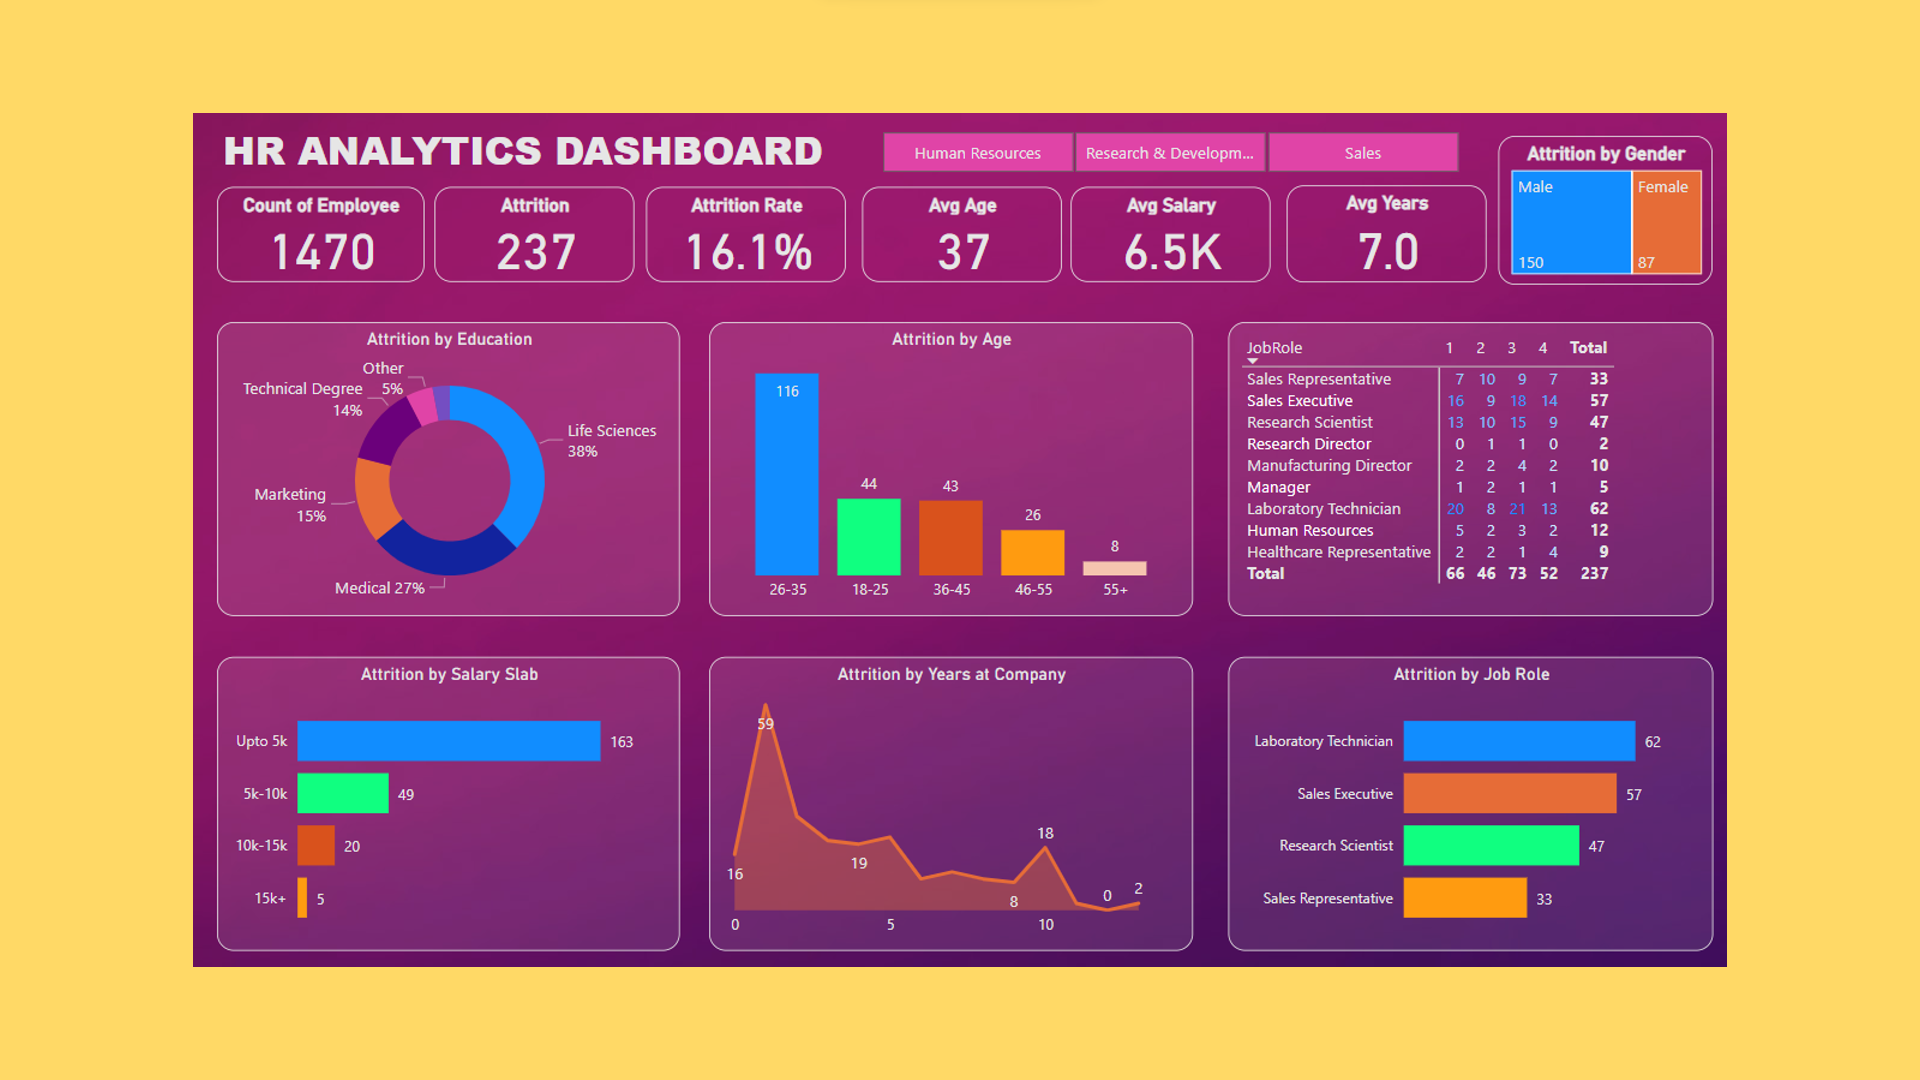 HR ANALYTICS DASHBOARD
Human Resources
Research & Developm...
Sales
Attrition by Gender
Male
Female
150
87
Count of Employee
1470
Attrition
237
Attrition Rate
16.1%
Avg Age
37
Avg Salary
6.5K
Avg Years
7.0
Attrition by Education
Other
5%
Technical Degree
14%
Life Sciences
38%
Marketing
15%
Medical 27%
Attrition by Age
116
44
43
26
8
26-35 18-25 36-45 46-55 55+
JobRole 1 2 3 4 Total
Sales Representative 7 10 9 7 33
Sales Executive 16 9 18 14 57
Research Scientist 13 10 15 9 47
Research Director 0 1 1 0 2
Manufacturing Director 2 2 4 2 10
Manager 1 2 1 1 5
Laboratory Technician 20 8 21 13 62
Human Resources 5 2 3 2 12
Healthcare Representative 2 2 1 4 9
Total 66 46 73 52 237
Attrition by Salary Slab
Upto 5k 163
5k-10k 49
10k-15k 20
15k+ 5
Attrition by Years at Company
59
16
19
8
18
0
2
0 5 10
Attrition by Job Role
Laboratory Technician 62
Sales Executive 57
Research Scientist 47
Sales Representative 33